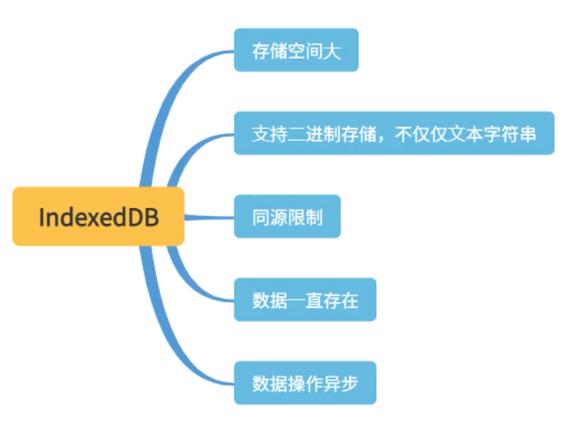 存储空间大
支持二进制存储，不仅仅文本字符串
IndexedDB
同源限制
数据一直存在
数据操作异步